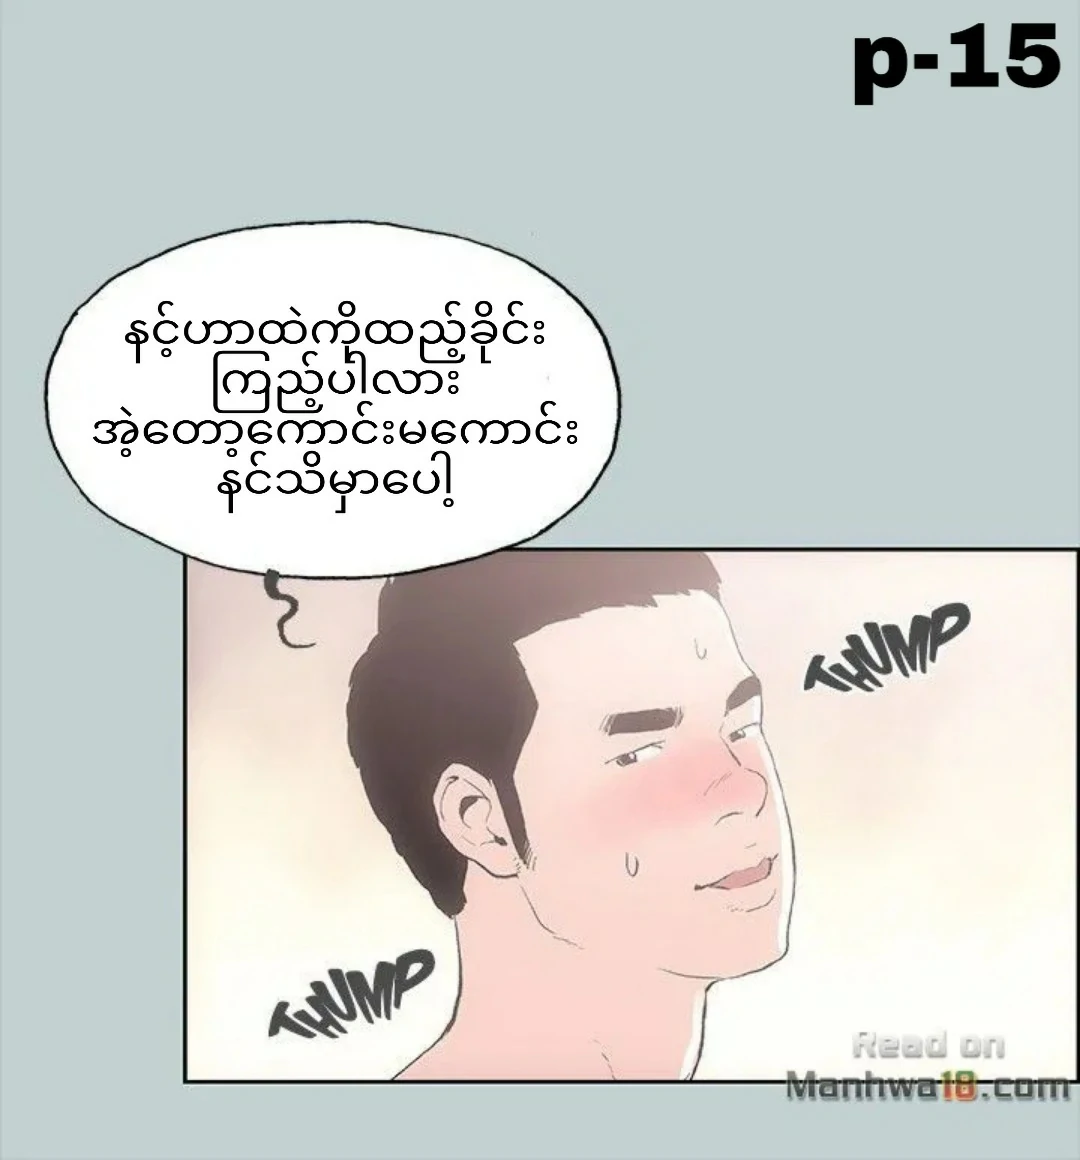 p-15
နင့်ဟာထဲကိုထည့်ခိုင်း
ကြည့်ပါလား
အဲ့တော့ကောင်းမကောင်း
နင်သိမှာပေါ့
THUMP
THUMP
Read on
Manhwa18.com